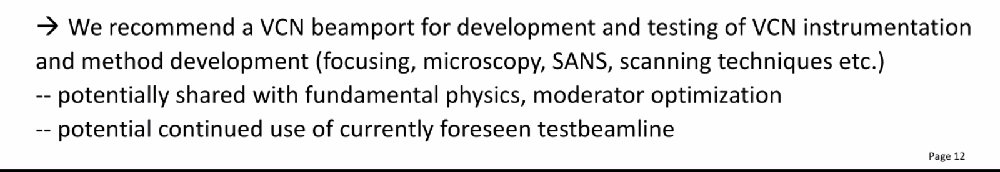 → We recommend a VCN beamport for development and testing of VCN instrumentation
and method development (focusing, microscopy, SANS, scanning techniques etc.)
-- potentially shared with fundamental physics, moderator optimization
-- potential continued use of currently foreseen testbeamline
Page 12